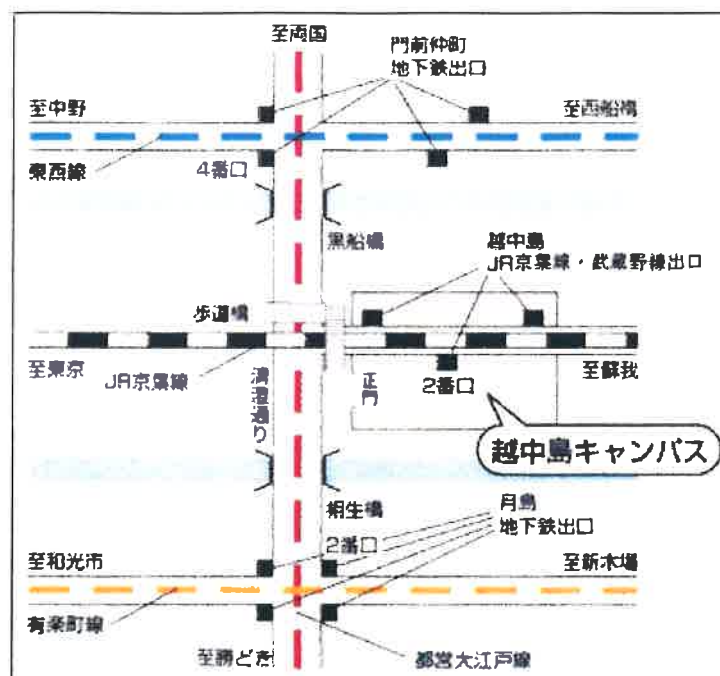 至両国
門前仲町
地下鉄出口
至中野
至西船橋
東西線
4番口
黒船橋
越中島
JR京葉線・武蔵野線出口
歩道橋
至東京
JR京葉線
清澄通り
正門
2番口
至蘇我
越中島キャンパス
相生橋
月島
地下鉄出口
2番口
至和光市
至新木場
有楽町線
至勝どき
都営大江戸線